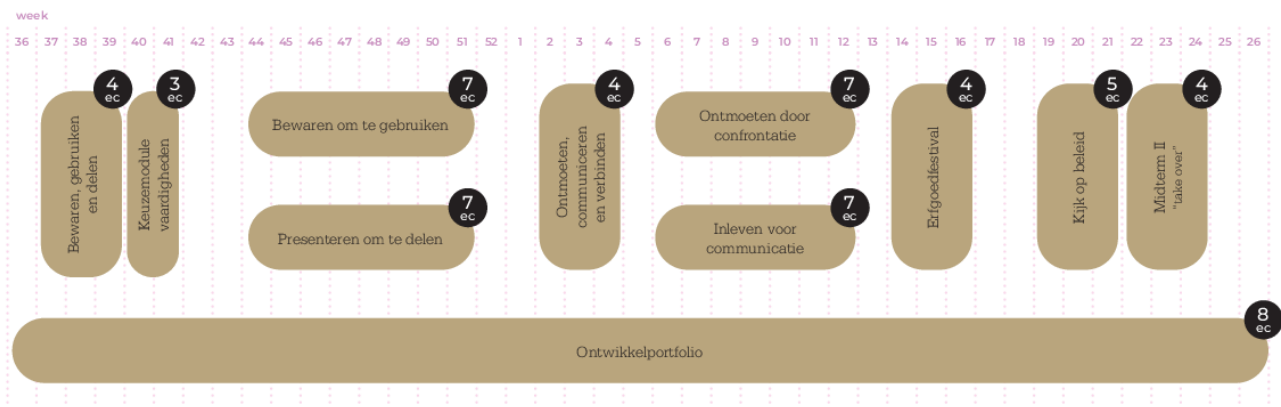 week
36 37 38 39 40 41 42 43 44 45 46 47 48 49 50 51 52 1 2 3 4 5 6 7 8 9 10 11 12 13 14 15 16 17 18 19 20 21 22 23 24 25 26
4
ec
Bewaren, gebruiken
en delen
3
ec
Keuzemodule
vaardigheden
7
ec
Bewaren om te gebruiken
7
ec
Presenteren om te delen
4
ec
Ontmoeten,
communiceren
en verbinden
7
ec
Ontmoeten door
confrontatie
7
ec
Inleven voor
communicatie
4
ec
Erfgoedfestival
5
ec
Kijk op beleid
4
ec
Midterm II
"take over"
8
ec
Ontwikkelportfolio